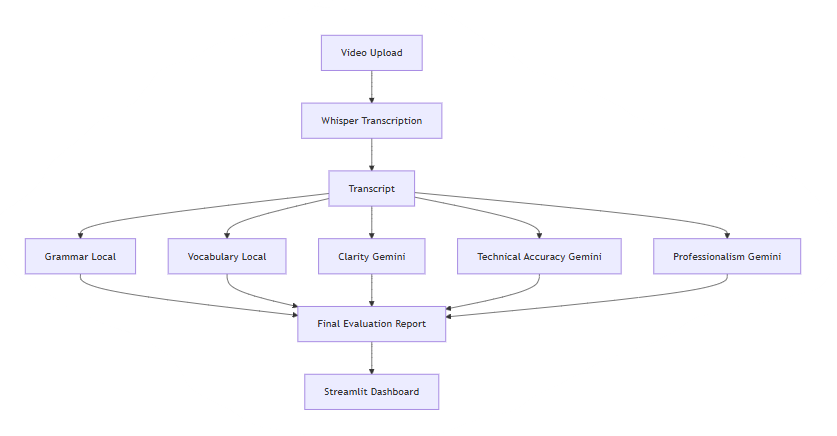 Video Upload
Whisper Transcription
Transcript
Grammar Local
Vocabulary Local
Clarity Gemini
Technical Accuracy Gemini
Professionalism Gemini
Final Evaluation Report
Streamlit Dashboard